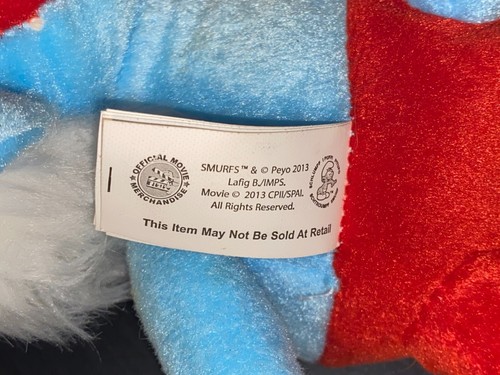 OFFICIAL MOVIE
MERCHANDISE
SMURFS™ & © Peyo 2013
Lafig B./IMPS.
Movie © 2013 CPII/SPAI.
All Rights Reserved.
This Item May Not Be Sold At Retail